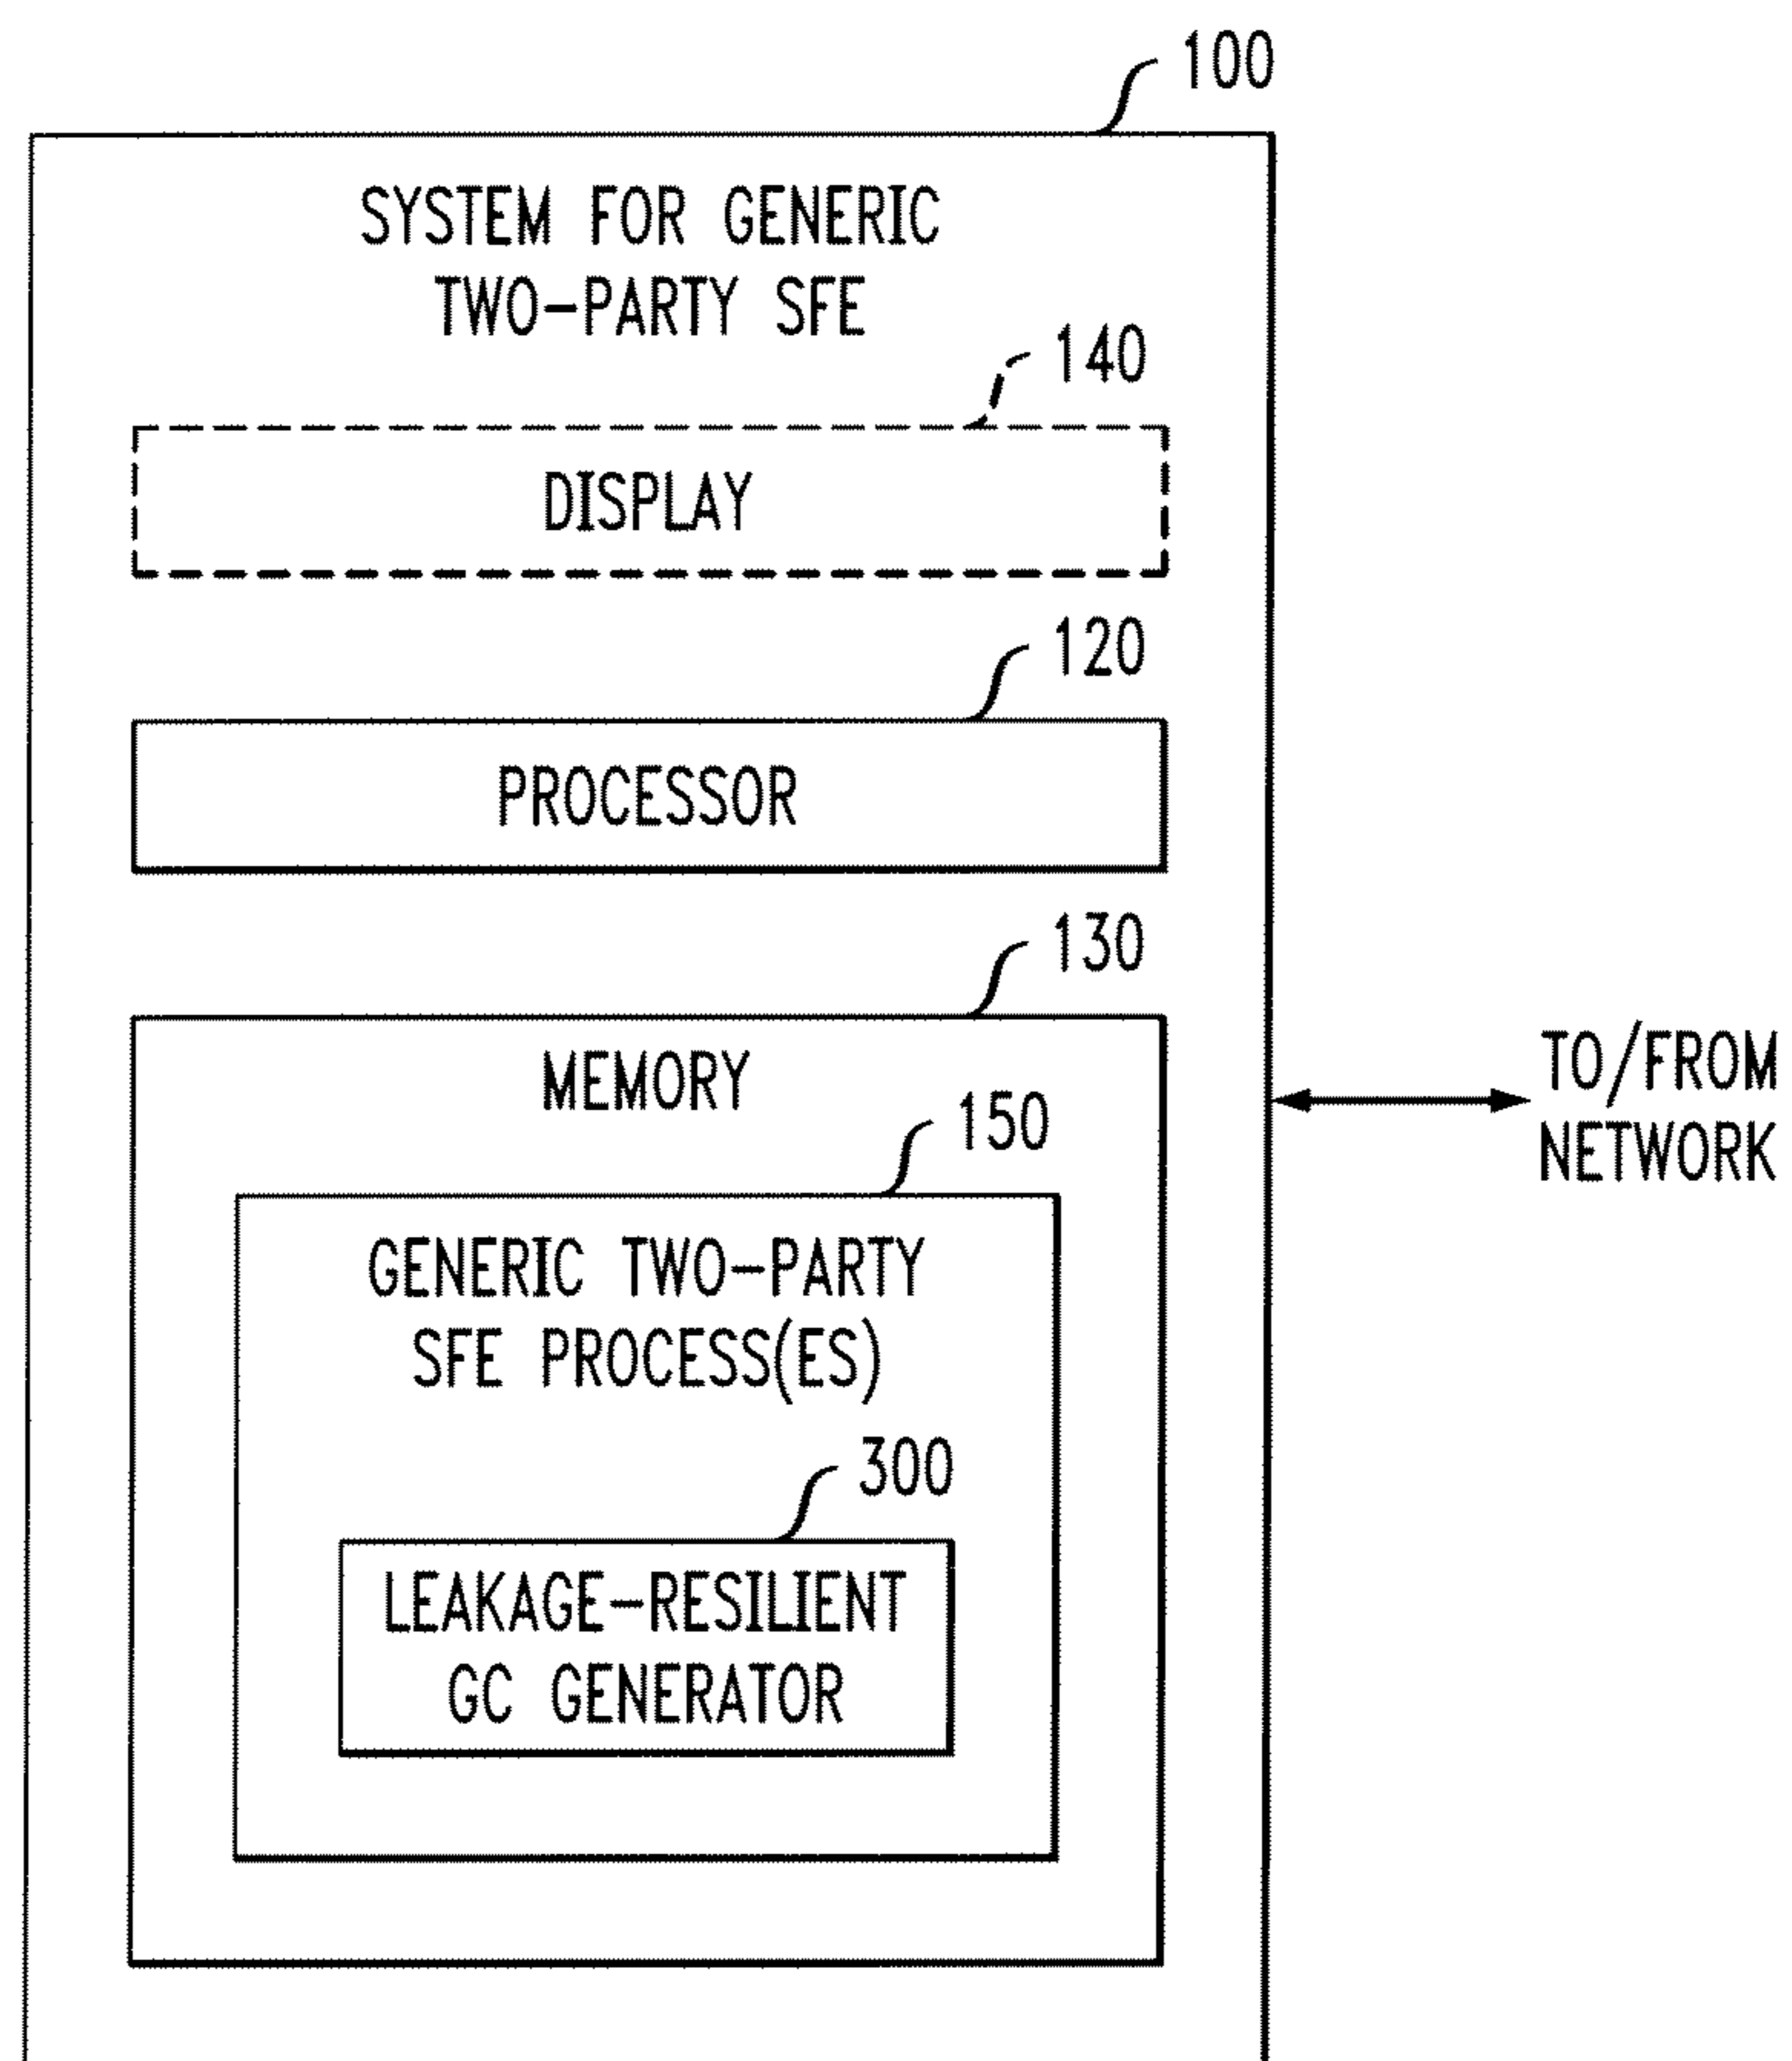 100
SYSTEM FOR GENERIC
TWO-PARTY SFE
140
DISPLAY
120
PROCESSOR
130
MEMORY
150
GENERIC TWO-PARTY
SFE PROCESS(ES)
300
LEAKAGE-RESILIENT
GC GENERATOR
TO/FROM
NETWORK